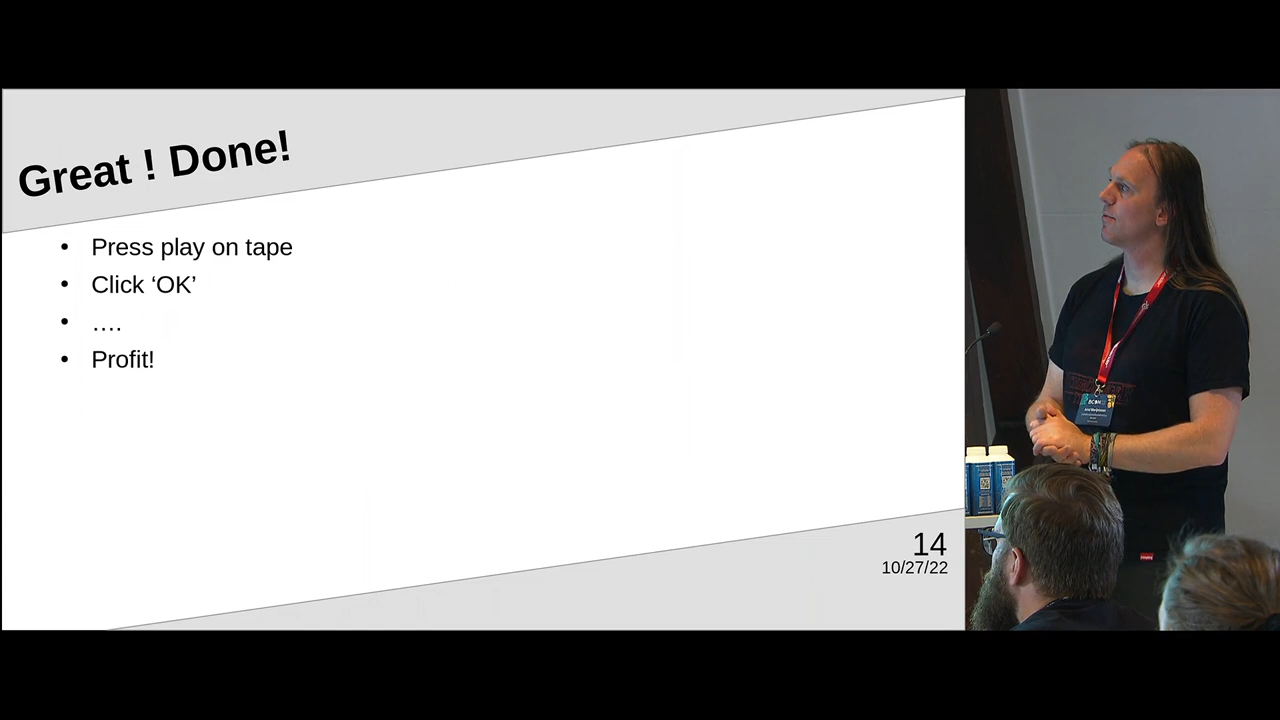 Great ! Done!
• Press play on tape
• Click ‘OK’
• ....
• Profit!
14
10/27/22